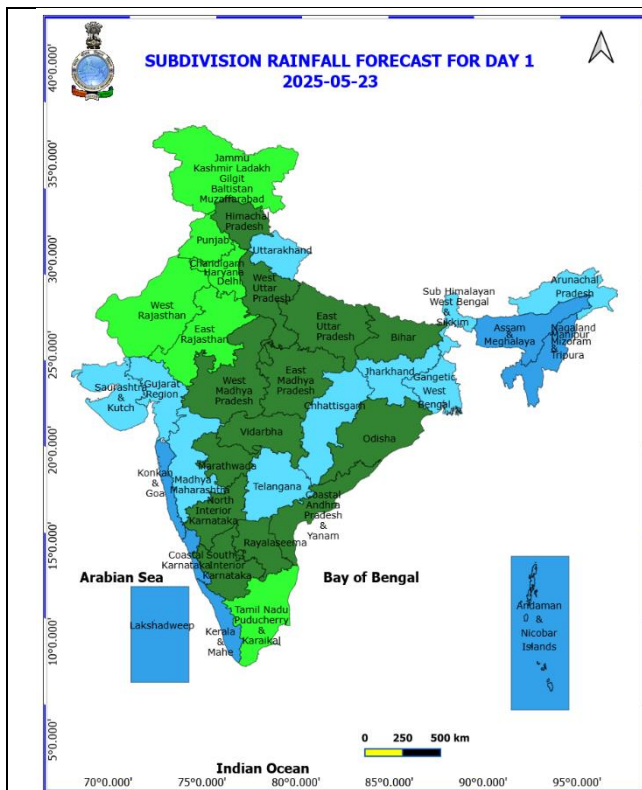 SUBDIVISION RAINFALL FORECAST FOR DAY 1
2025-05-23
40°0.000'
35°0.000'
30°0.000'
25°0.000'
20°0.000'
15°0.000'
10°0.000'
5°0.000'
Jammu
Kashmir Ladakh
Gilgit
Baltistan
Muzaffarabad
Himachal
Pradesh
Punjab
Uttarakhand
Chandigarh
Haryana
Delhi
West
Uttar
Pradesh
Arunachal
Pradesh
Sub Himalayan
West Bengal
&
Sikkim
West
Rajasthan
East
Rajasthan
East
Uttar
Pradesh
Bihar
Assam
&
Meghalaya
Nagaland
Manipur
Mizoram
&
Tripura
Saurashtra
&
Kutch
Gujarat
Region
West
Madhya
Pradesh
East
Madhya
Pradesh
Jharkhand
Gangetic
West
Bengal
Chhattisgarh
Vidarbha
Odisha
Konkan
&
Goa
Madhya
Maharashtra
Marathwada
Telangana
North
Interior
Karnataka
Coastal
Andhra
Pradesh
&
Yanam
Rayalaseema
Coastal
Karnataka
South
Interior
Karnataka
Arabian Sea
Bay of Bengal
Tamil Nadu
Puducherry
&
Karaikal
Lakshadweep
Kerala
&
Mahe
Andaman
&
Nicobar
Islands
0 250 500 km
Indian Ocean
70°0.000' 75°0.000' 80°0.000' 85°0.000' 90°0.000' 95°0.000'